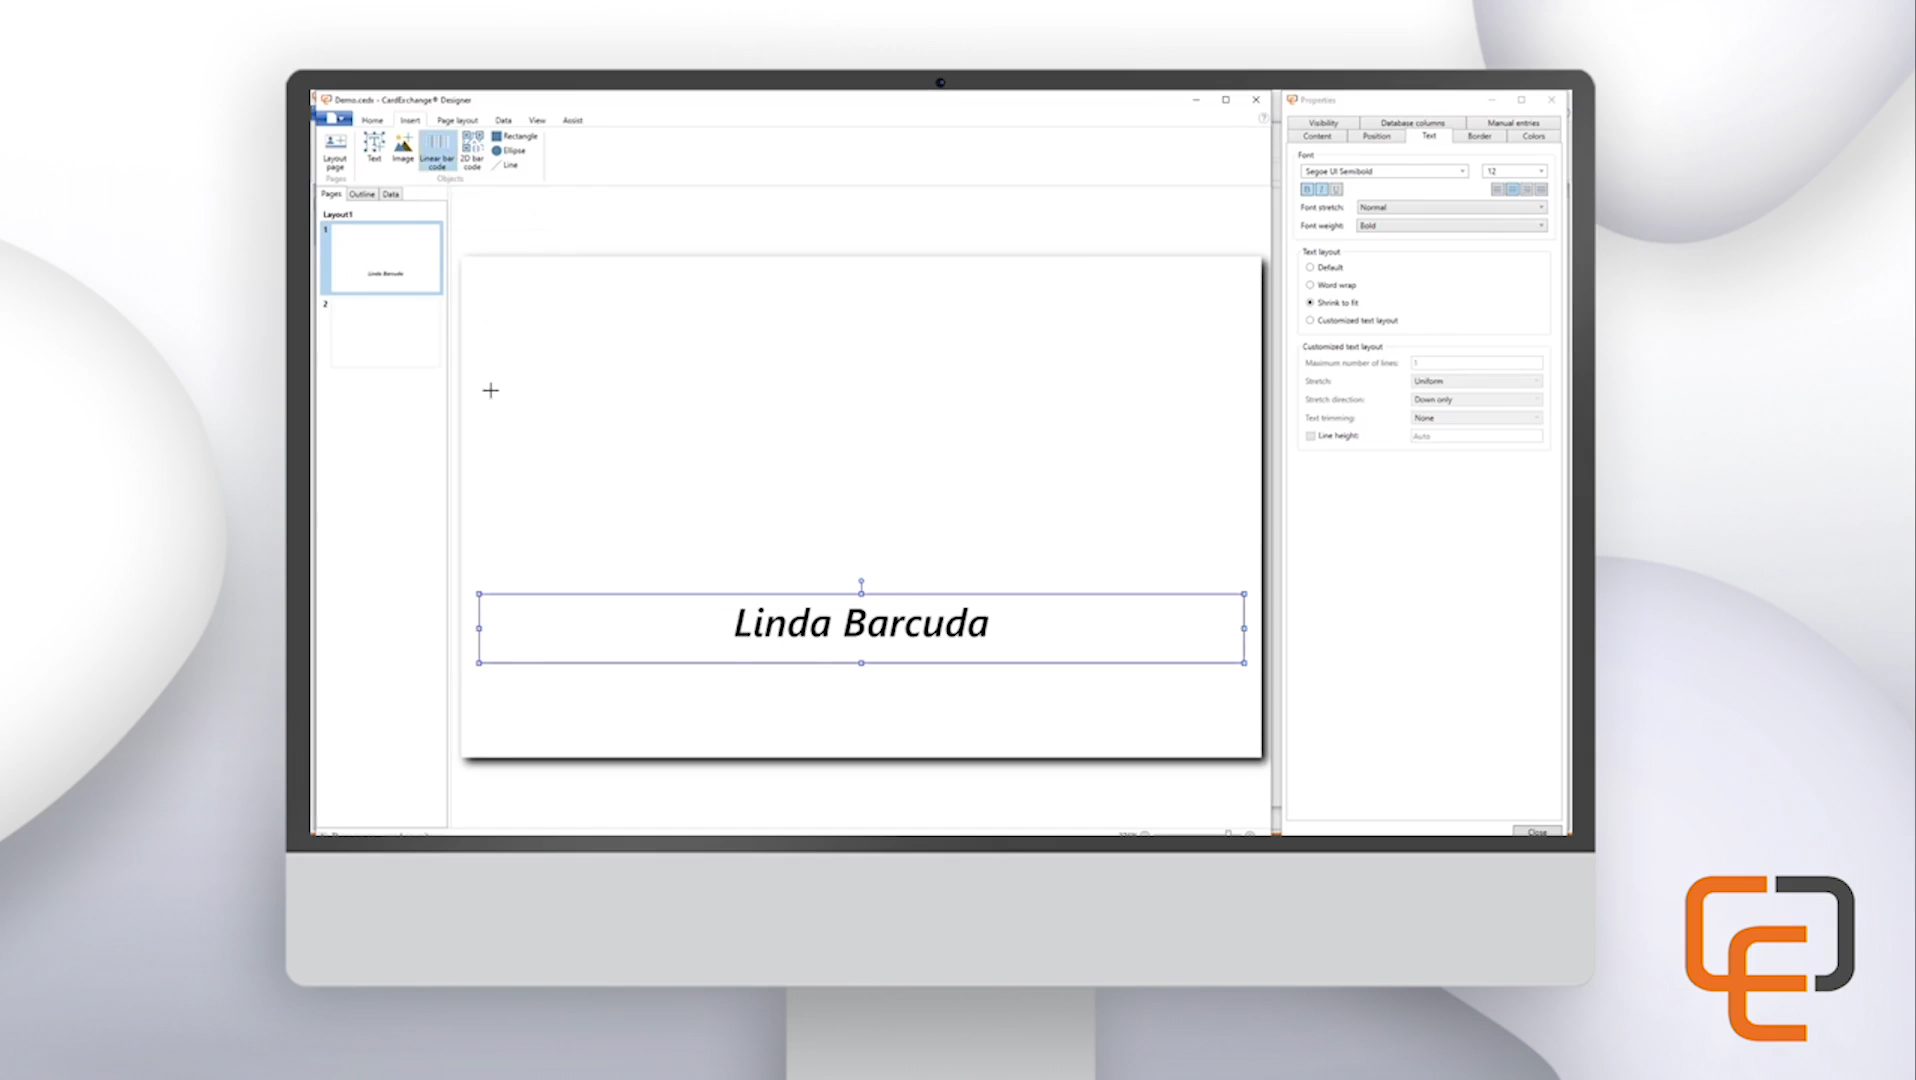 Demo.cedx - CardExchange® Designer
Home Insert Page layout Data View Assist
Layout page
Text
Image
Linear bar code
2D bar code
Rectangle
Ellipse
Line
Pages
Objects
Pages Outline Data
Layout1
1
Linda Barcuda
2
Linda Barcuda
Properties
Visibility Database columns Manual entries
Content Position Text Border Colors
Font
Segoe UI Semibold 12
B I U
Font stretch: Normal
Font weight: Bold
Text layout
Default
Word wrap
Shrink to fit
Customized text layout
Customized text layout
Maximum number of lines: 1
Stretch: Uniform
Stretch direction: Down only
Text trimming: None
Line height: Auto
Close